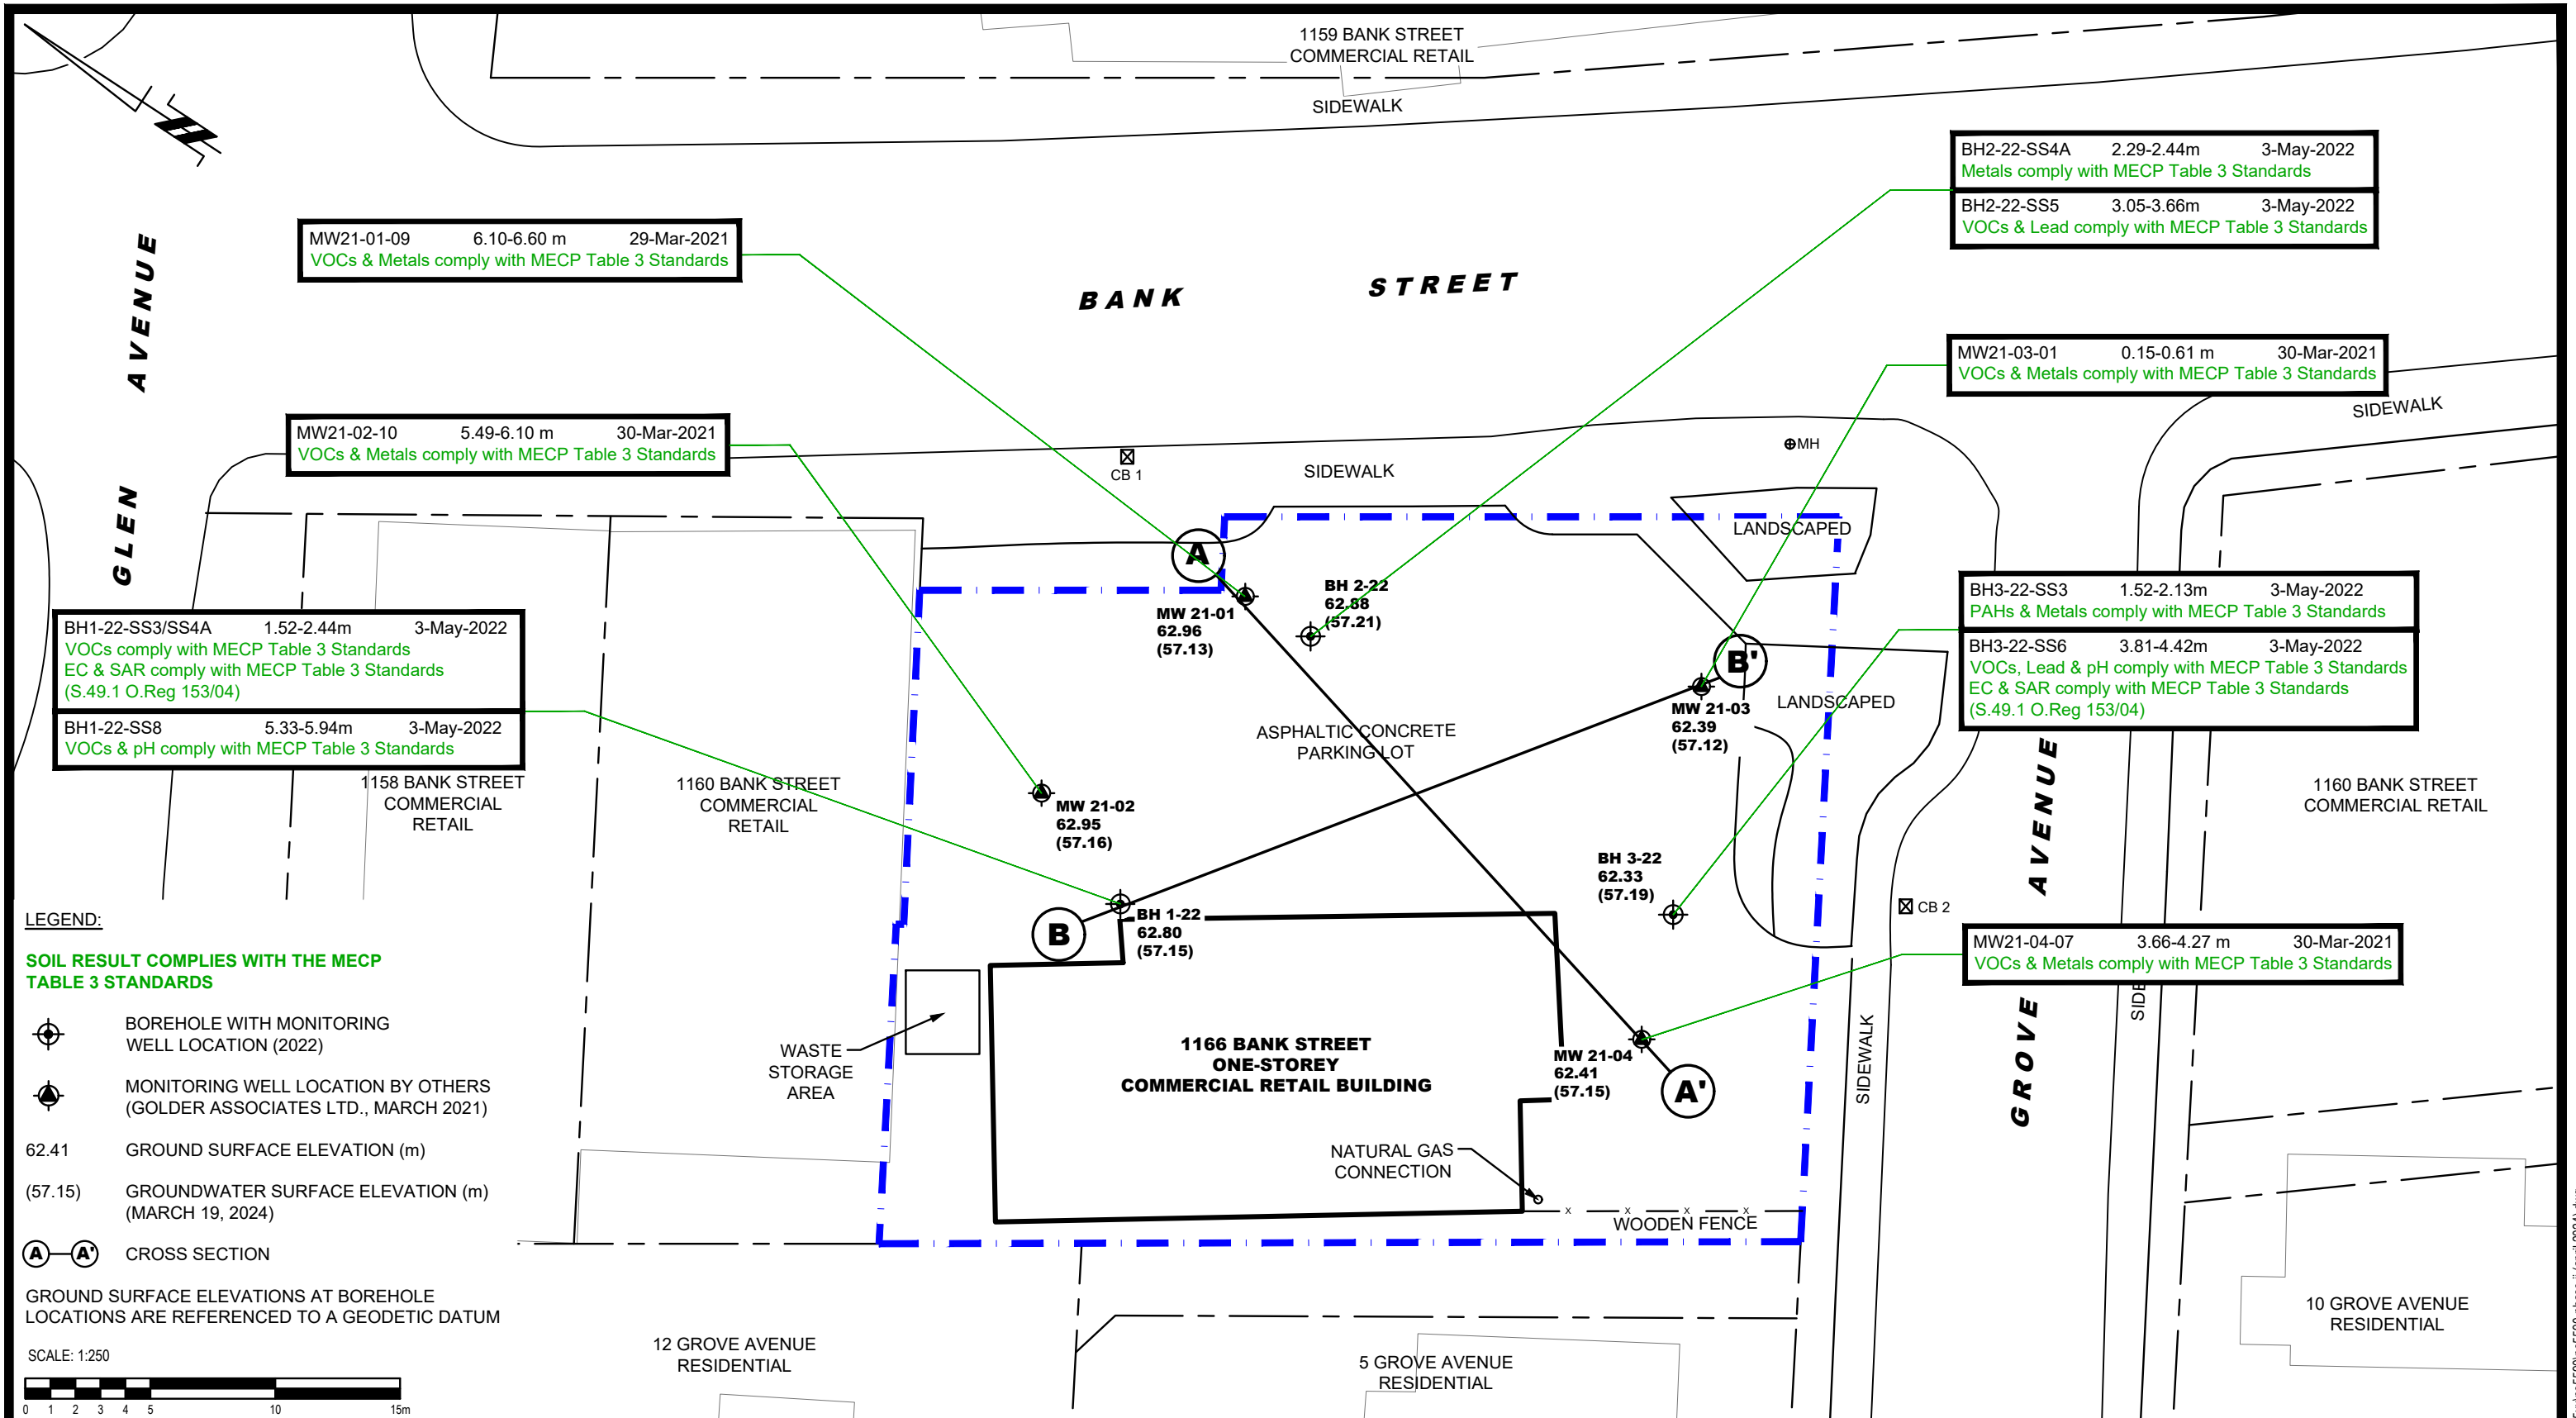 1159 BANK STREET
COMMERCIAL RETAIL
SIDEWALK
BH2-22-SS4A 2.29-2.44m 3-May-2022
Metals comply with MECP Table 3 Standards
BH2-22-SS5 3.05-3.66m 3-May-2022
VOCs & Lead comply with MECP Table 3 Standards
MW21-01-09 6.10-6.60 m 29-Mar-2021
VOCs & Metals comply with MECP Table 3 Standards
GLEN AVENUE
BANK STREET
MW21-03-01 0.15-0.61 m 30-Mar-2021
VOCs & Metals comply with MECP Table 3 Standards
SIDEWALK
MW21-02-10 5.49-6.10 m 30-Mar-2021
VOCs & Metals comply with MECP Table 3 Standards
CB 1
SIDEWALK
MH
LANDSCAPED
A
MW 21-01
62.96
(57.13)
BH 2-22
62.88
(57.21)
B'
LANDSCAPED
MW 21-03
62.39
(57.12)
BH3-22-SS3 1.52-2.13m 3-May-2022
PAHs & Metals comply with MECP Table 3 Standards
BH3-22-SS6 3.81-4.42m 3-May-2022
VOCs, Lead & pH comply with MECP Table 3 Standards
EC & SAR comply with MECP Table 3 Standards
(S.49.1 O.Reg 153/04)
BH1-22-SS3/SS4A 1.52-2.44m 3-May-2022
VOCs comply with MECP Table 3 Standards
EC & SAR comply with MECP Table 3 Standards
(S.49.1 O.Reg 153/04)
BH1-22-SS8 5.33-5.94m 3-May-2022
VOCs & pH comply with MECP Table 3 Standards
ASPHALTIC CONCRETE
PARKING LOT
1158 BANK STREET
COMMERCIAL
RETAIL
1160 BANK STREET
COMMERCIAL
RETAIL
MW 21-02
62.95
(57.16)
1160 BANK STREET
COMMERCIAL RETAIL
GROVE AVENUE
BH 3-22
62.33
(57.19)
CB 2
B
BH 1-22
62.80
(57.15)
MW21-04-07 3.66-4.27 m 30-Mar-2021
VOCs & Metals comply with MECP Table 3 Standards
SIDE
SIDEWALK
WASTE
STORAGE
AREA
1166 BANK STREET
ONE-STOREY
COMMERCIAL RETAIL BUILDING
MW 21-04
62.41
(57.15)
A'
NATURAL GAS
CONNECTION
x x x x
WOODEN FENCE
12 GROVE AVENUE
RESIDENTIAL
5 GROVE AVENUE
RESIDENTIAL
10 GROVE AVENUE
RESIDENTIAL
LEGEND:
SOIL RESULT COMPLIES WITH THE MECP
TABLE 3 STANDARDS
BOREHOLE WITH MONITORING
WELL LOCATION (2022)
MONITORING WELL LOCATION BY OTHERS
(GOLDER ASSOCIATES LTD., MARCH 2021)
62.41 GROUND SURFACE ELEVATION (m)
(57.15) GROUNDWATER SURFACE ELEVATION (m)
(MARCH 19, 2024)
A A' CROSS SECTION
GROUND SURFACE ELEVATIONS AT BOREHOLE
LOCATIONS ARE REFERENCED TO A GEODETIC DATUM
SCALE: 1:250
0 1 2 3 4 5 10 15m